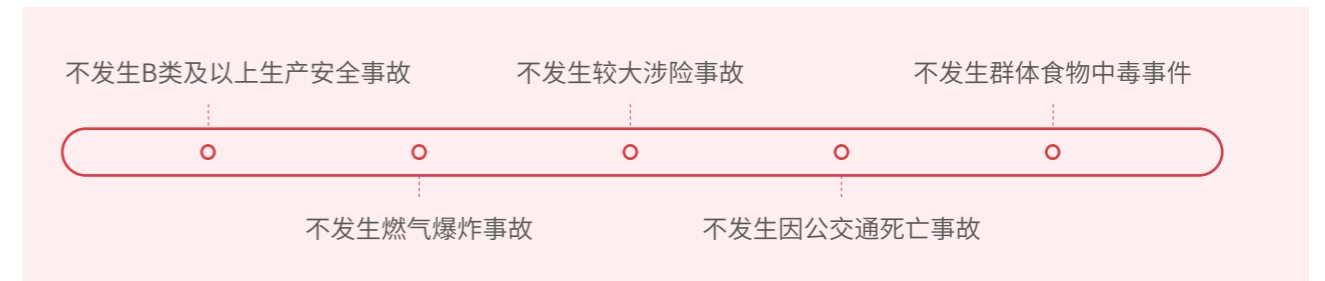 不发生B类及以上生产安全事故
不发生较大涉险事故
不发生群体食物中毒事件
不发生燃气爆炸事故
不发生因公交通死亡事故